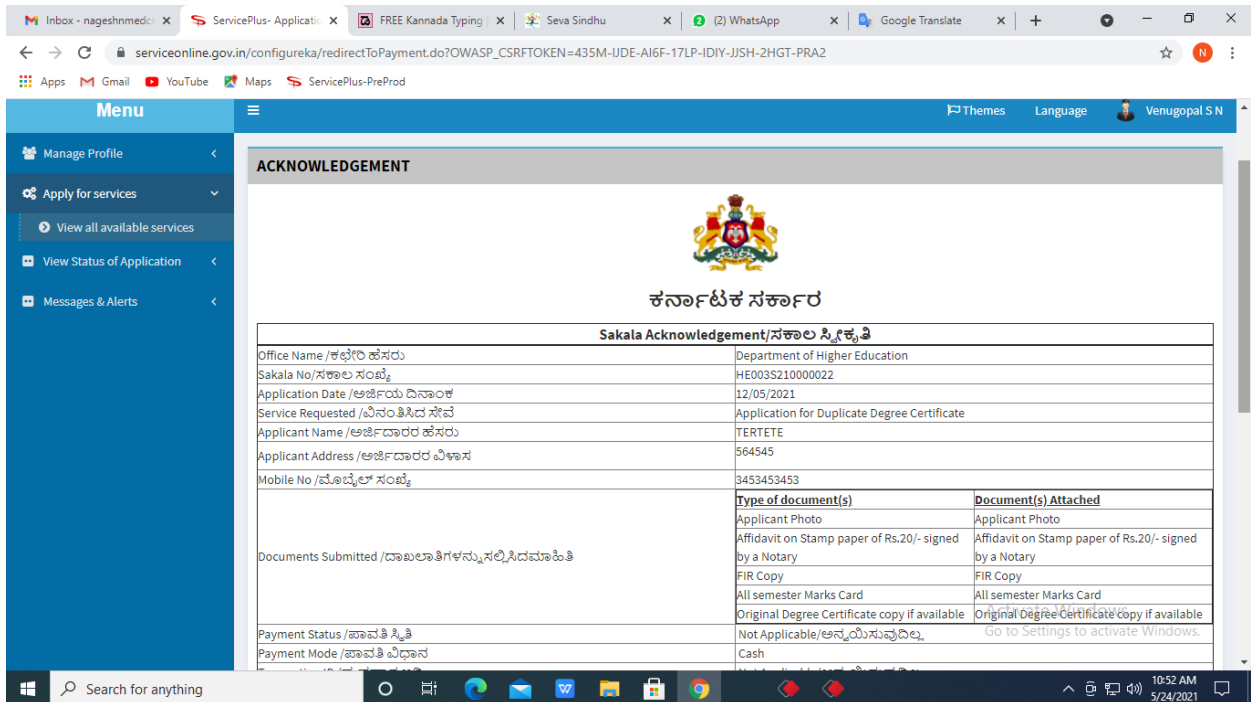 Inbox - nageshnmedc
ServicePlus- Applicatic
FREE Kannada Typing
Seva Sindhu
(2) WhatsApp
Google Translate
serviceonline.gov.in/configureka/redirectToPayment.do?OWASP_CSRFTOKEN=435M-IJDE-AI6F-17LP-IDIY-JJSH-2HGT-PRA2
N
Apps Gmail YouTube Maps ServicePlus-PreProd
Menu
Themes Language Venugopal S N
Manage Profile
Apply for services
View all available services
View Status of Application
Messages & Alerts
ACKNOWLEDGEMENT
ಕರ್ನಾಟಕ ಸರ್ಕಾರ
Sakala Acknowledgement/ಸಕಾಲ ಸ್ವೀಕೃತಿ
Office Name /ಕಛೇರಿ ಹೆಸರು Department of Higher Education
Sakala No/ಸಕಾಲ ಸಂಖ್ಯೆ HE003S210000022
Application Date /ಅರ್ಜಿಯ ದಿನಾಂಕ 12/05/2021
Service Requested /ವಿನಂತಿಸಿದ ಸೇವೆ Application for Duplicate Degree Certificate
Applicant Name /ಅರ್ಜಿದಾರರ ಹೆಸರು TERTETE
Applicant Address /ಅರ್ಜಿದಾರರ ವಿಳಾಸ 564545
Mobile No /ಮೊಬೈಲ್ ಸಂಖ್ಯೆ 3453453453
Documents Submitted /ದಾಖಲಾತಿಗಳನ್ನು ಸಲ್ಲಿಸಿದಮಾಹಿತಿ
Type of document(s) Document(s) Attached
Applicant Photo Applicant Photo
Affidavit on Stamp paper of Rs.20/- signed Affidavit on Stamp paper of Rs.20/- signed
by a Notary by a Notary
FIR Copy FIR Copy
All semester Marks Card All semester Marks Card
Original Degree Certificate copy if available Original Degree Certificate copy if available
Payment Status /ಪಾವತಿ ಸ್ಥಿತಿ Not Applicable/ಅನ್ವಯಿಸುವುದಿಲ್ಲ
Payment Mode /ಪಾವತಿ ವಿಧಾನ Cash
Activate Windows
Go to Settings to activate Windows.
Search for anything
10:52 AM
5/24/2021